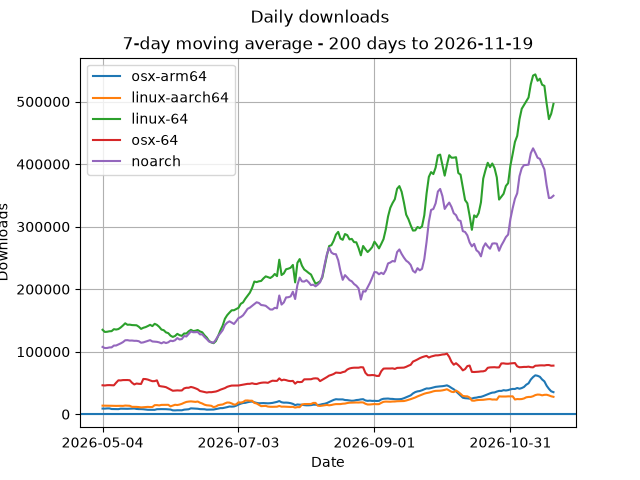 Daily downloads
7-day moving average - 200 days to 2026-11-19
osx-arm64
linux-aarch64
linux-64
osx-64
noarch
500000
400000
300000
200000
100000
0
Downloads
2026-05-04
2026-07-03
2026-09-01
2026-10-31
Date